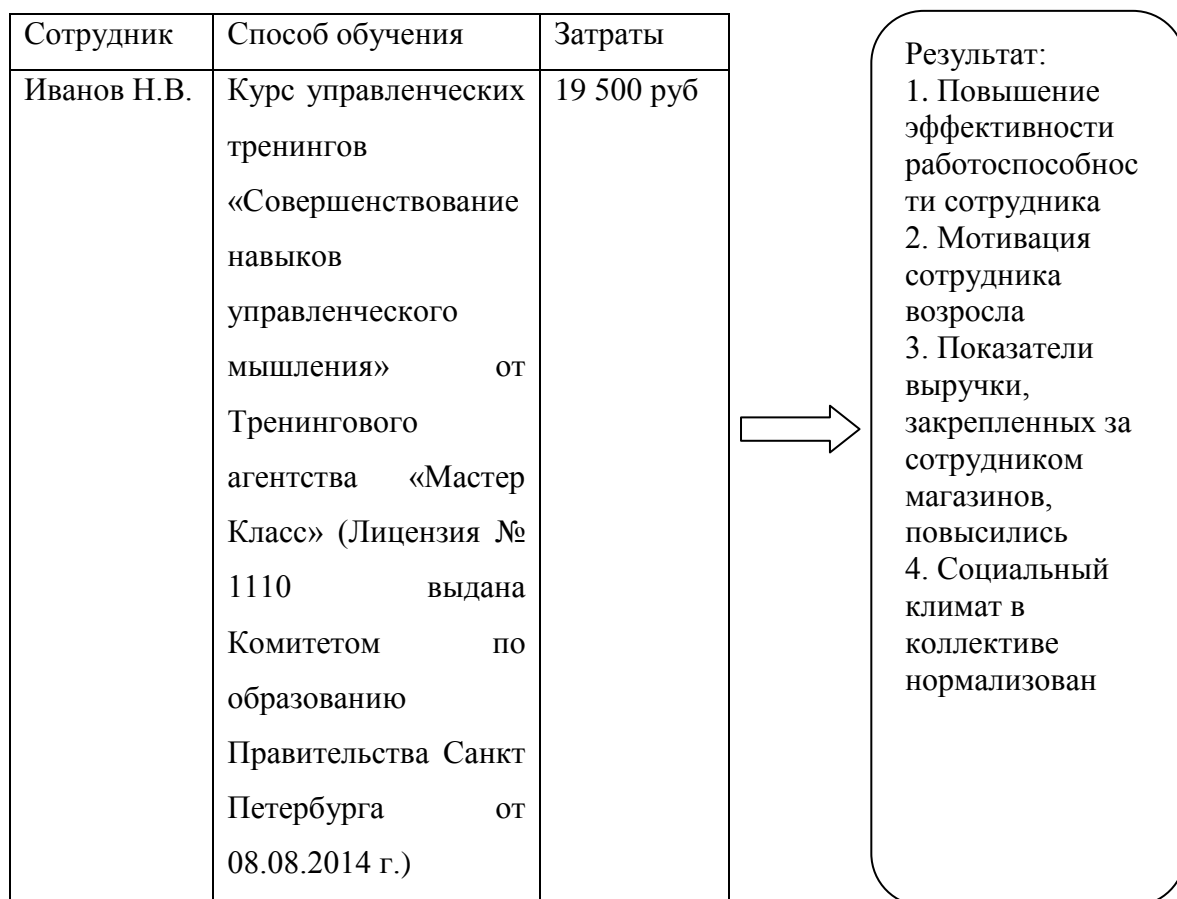 Сотрудник
Способ обучения
Затраты
Иванов Н.В.
Курс управленческих
тренингов
«Совершенствование
навыков
управленческого
мышления» от
Тренингового
агентства «Мастер
Класс» (Лицензия №
1110 выдана
Комитетом по
образованию
Правительства Санкт
Петербурга от
08.08.2014 г.)
19 500 руб
Результат:
1. Повышение
эффективности
работоспособнос
ти сотрудника
2. Мотивация
сотрудника
возросла
3. Показатели
выручки,
закрепленных за
сотрудником
магазинов,
повысились
4. Социальный
климат в
коллективе
нормализован